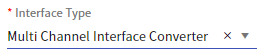 * Interface Type
Multi Channel Interface Converter